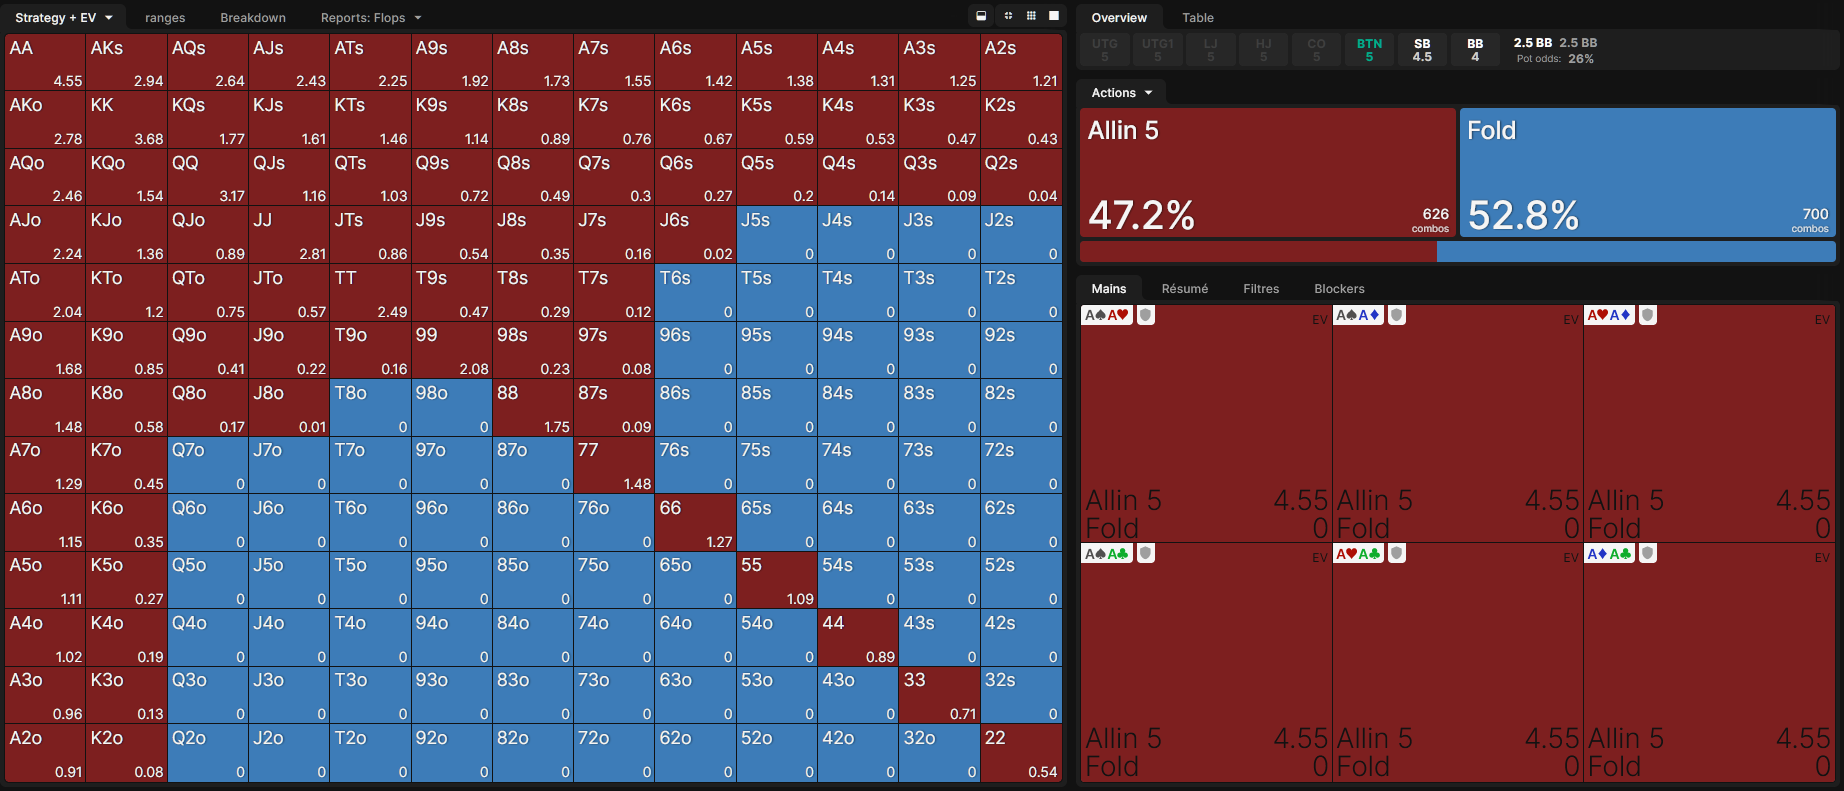 Strategy + EV ranges Breakdown Reports: Flops
AA AKs AQs AJs ATs A9s A8s A7s A6s A5s A4s A3s A2s
4.55 2.94 2.64 2.43 2.25 1.92 1.73 1.55 1.42 1.38 1.31 1.25 1.21
AKo KK KQs KJs KTs K9s K8s K7s K6s K5s K4s K3s K2s
2.78 3.68 1.77 1.61 1.46 1.14 0.89 0.76 0.67 0.59 0.53 0.47 0.43
AQo KQo QQ QJs QTs Q9s Q8s Q7s Q6s Q5s Q4s Q3s Q2s
2.46 1.54 3.17 1.16 1.03 0.72 0.49 0.3 0.27 0.2 0.14 0.09 0.04
AJo KJo QJo JJ JTs J9s J8s J7s J6s J5s J4s J3s J2s
2.24 1.36 0.89 2.81 0.86 0.54 0.35 0.16 0.02 0 0 0 0
ATo KTo QTo JTo TT T9s T8s T7s T6s T5s T4s T3s T2s
2.04 1.2 0.75 0.57 2.49 0.47 0.29 0.12 0 0 0 0 0
A9o K9o Q9o J9o T9o 99 98s 97s 96s 95s 94s 93s 92s
1.68 0.85 0.41 0.22 0.16 2.08 0.23 0.08 0 0 0 0 0
A8o K8o Q8o J8o T8o 98o 88 87s 86s 85s 84s 83s 82s
1.48 0.58 0.17 0.01 0 0 1.75 0.09 0 0 0 0 0
A7o K7o Q7o J7o T7o 97o 87o 77 76s 75s 74s 73s 72s
1.29 0.45 0 0 0 0 0 1.48 0 0 0 0 0
A6o K6o Q6o J6o T6o 96o 86o 76o 66 65s 64s 63s 62s
1.15 0.35 0 0 0 0 0 0 1.27 0 0 0 0
A5o K5o Q5o J5o T5o 95o 85o 75o 65o 55 54s 53s 52s
1.11 0.27 0 0 0 0 0 0 0 1.09 0 0 0
A4o K4o Q4o J4o T4o 94o 84o 74o 64o 54o 44 43s 42s
1.02 0.19 0 0 0 0 0 0 0 0 0.89 0 0
A3o K3o Q3o J3o T3o 93o 83o 73o 63o 53o 43o 33 32s
0.96 0.13 0 0 0 0 0 0 0 0 0 0.71 0
A2o K2o Q2o J2o T2o 92o 82o 72o 62o 52o 42o 32o 22
0.91 0.08 0 0 0 0 0 0 0 0 0 0 0.54
Overview Table
UTG UTG1 LJ HJ CO BTN SB BB 2.5 BB 2.5 BB
5 5 5 5 5 5 4.5 4 Pot odds: 26%
Actions
Allin 5 Fold
47.2% 626 52.8% 700
combos combos
Mains Résumé Filtres Blockers
A♠A♥ EV A♠A♦ EV A♥A♦ EV
Allin 5 4.55 Allin 5 4.55 Allin 5 4.55
Fold 0 Fold 0 Fold 0
A♠A♣ EV A♥A♣ EV A♦A♣ EV
Allin 5 4.55 Allin 5 4.55 Allin 5 4.55
Fold 0 Fold 0 Fold 0